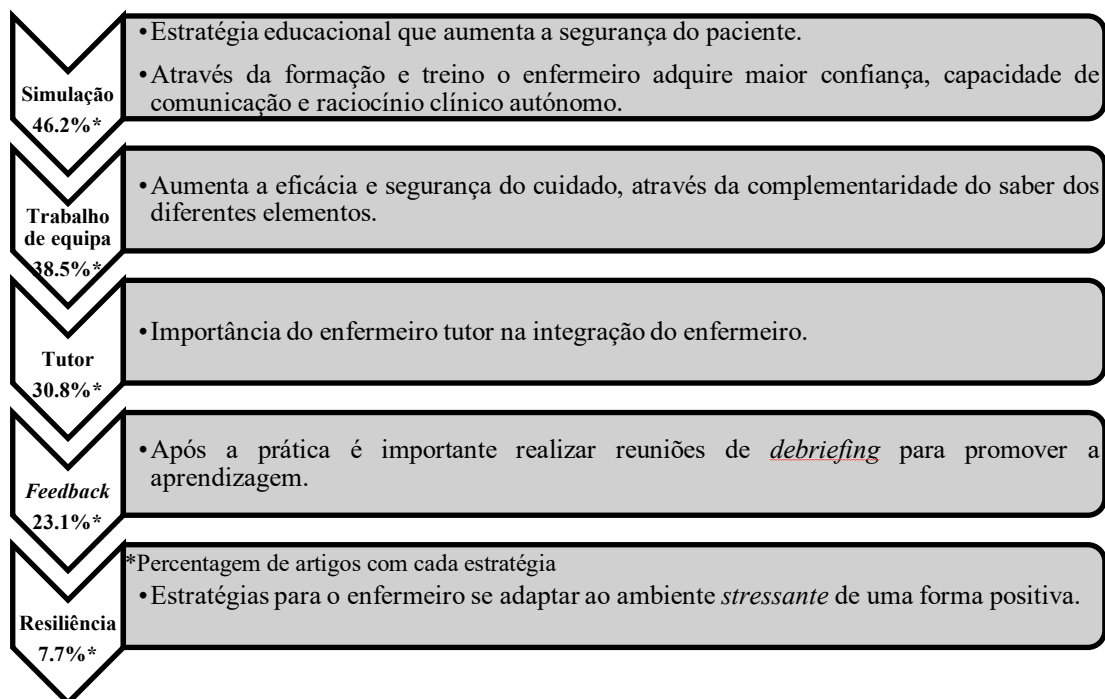 Simulação
46.2%*
•Estratégia educacional que aumenta a segurança do paciente.
•Através da formação e treino o enfermeiro adquire maior confiança, capacidade de
comunicação e raciocínio clínico autónomo.
Trabalho
de equipa
38.5%*
•Aumenta a eficácia e segurança do cuidado, através da complementaridade do saber dos
diferentes elementos.
Tutor
30.8%*
•Importância do enfermeiro tutor na integração do enfermeiro.
Feedback
23.1%*
•Após a prática é importante realizar reuniões de debriefing para promover a
aprendizagem.
Resiliência
7.7%*
*Percentagem de artigos com cada estratégia
•Estratégias para o enfermeiro se adaptar ao ambiente stressante de uma forma positiva.